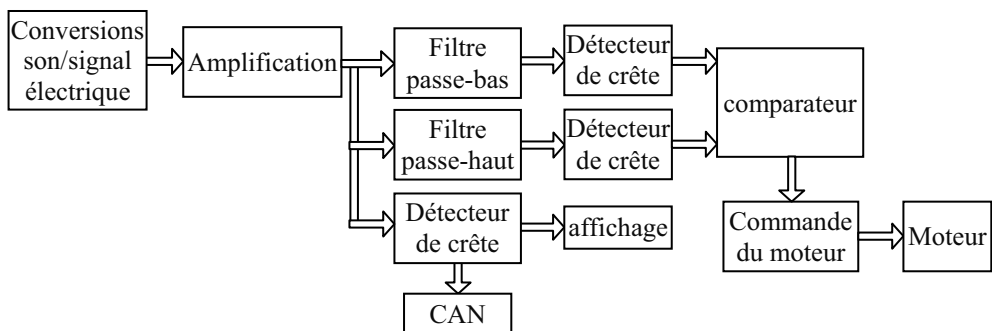 Conversions
son/signal
électrique
Amplification
Filtre
passe-bas
Détecteur
de crête
comparateur
Filtre
passe-haut
Détecteur
de crête
Détecteur
de crête
affichage
Commande
du moteur
Moteur
CAN